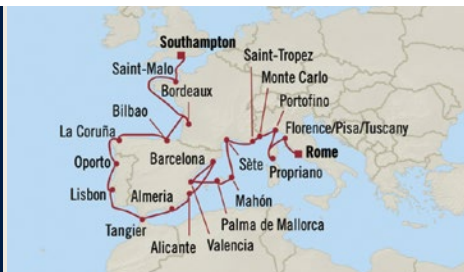 Southampton
Saint-Malo
Saint-Tropez
Monte Carlo
Bordeaux
Portofino
Bilbao
Florence/Pisa/Tuscany
La Coruña
Barcelona
Sète
Rome
Oporto
Propriano
Lisbon
Almeria
Mahón
Palma de Mallorca
Tangier
Alicante
Valencia